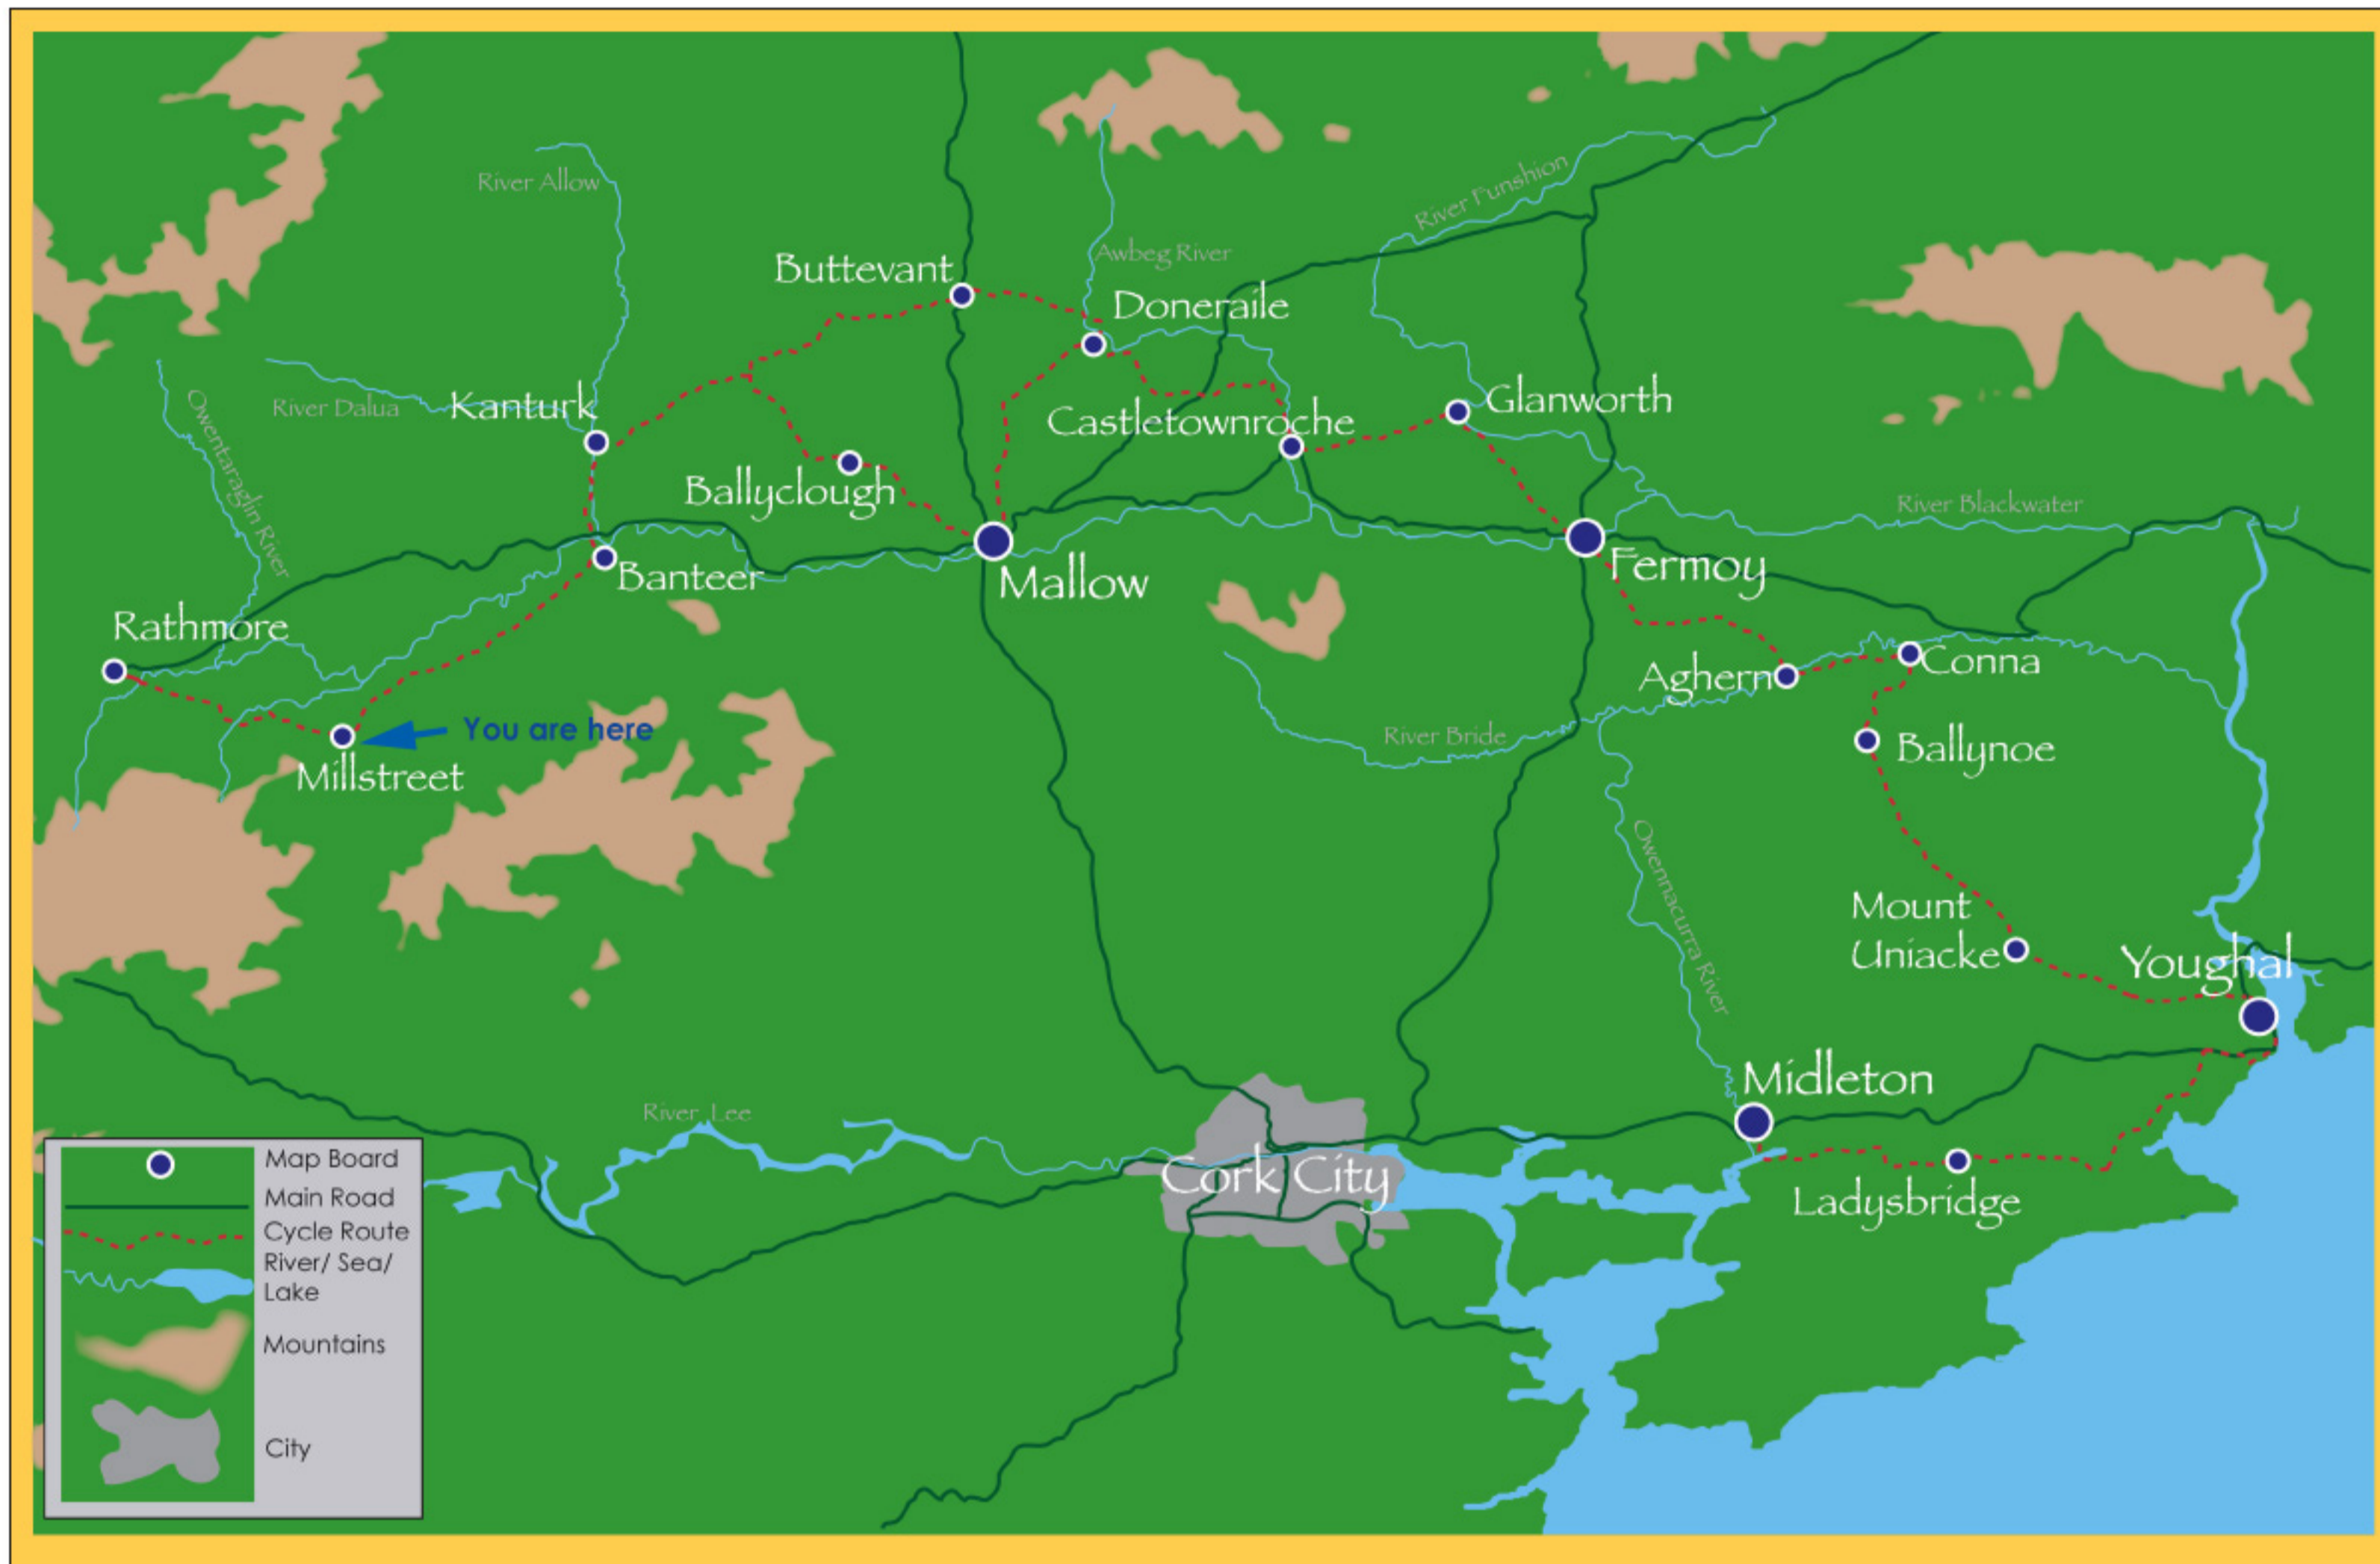 River Allow
River Funshion
Buttevant
Awbeg River
Doneraile
Owentaraglin River
River Dalua
Kanturk
Castletownroche
Glanworth
Ballyclough
River Blackwater
Banteer
Mallow
Fermoy
Rathmore
Aghern
Conna
You are here
Millstreet
River Bride
Ballynoe
Owennacurra River
Mount
Uniacke
Youghal
Midleton
River Lee
Cork City
Ladysbridge
Map Board
Main Road
Cycle Route
River/ Sea/
Lake
Mountains
City